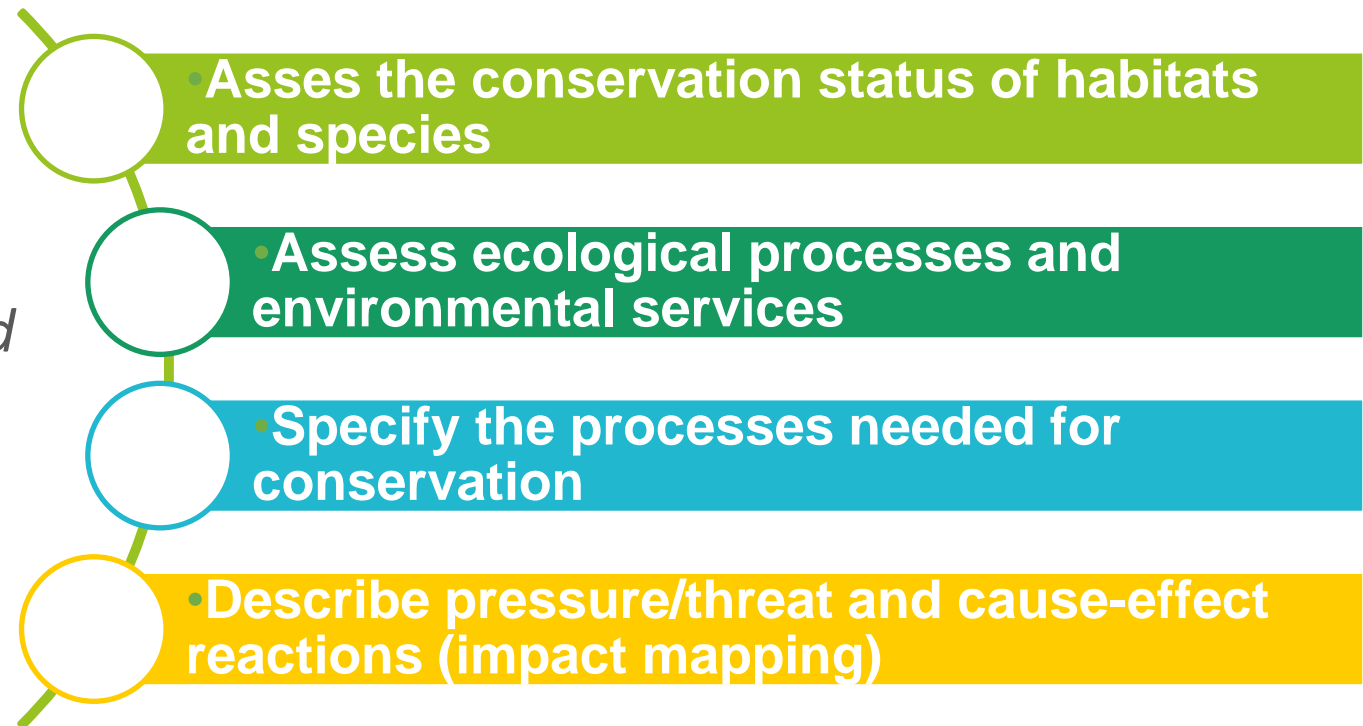 •Asses the conservation status of habitats
and species
•Assess ecological processes and
environmental services
d
•Specify the processes needed for
conservation
•Describe pressure/threat and cause-effect
reactions (impact mapping)